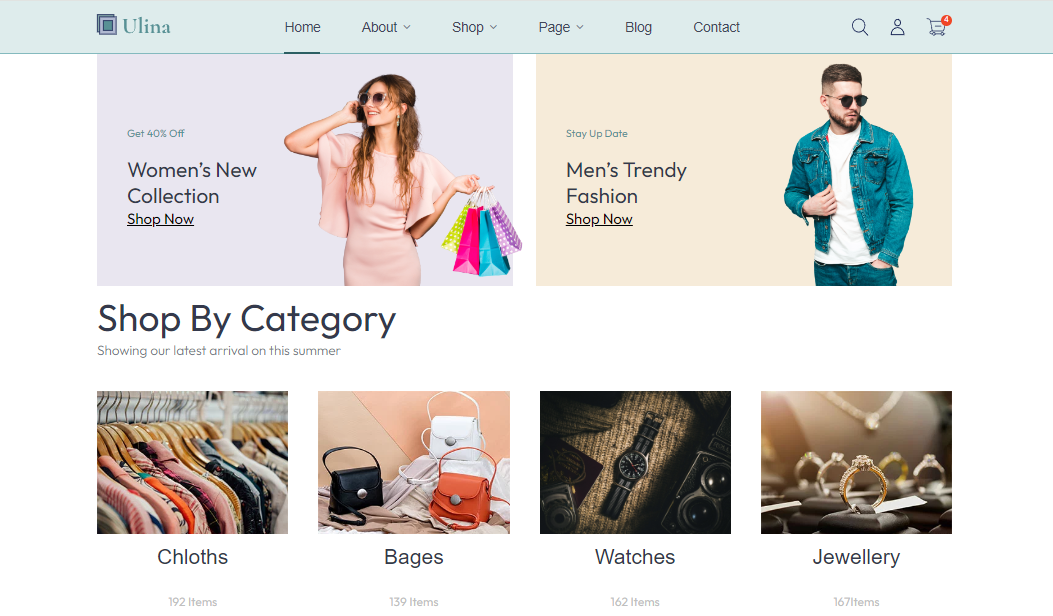 Ulina
Home About Shop Page Blog Contact
4
Get 40% Off
Women’s New
Collection
Shop Now
Stay Up Date
Men’s Trendy
Fashion
Shop Now
Shop By Category
Showing our latest arrival on this summer
Chloths
192 Items
Bages
139 Items
Watches
162 Items
Jewellery
167Items